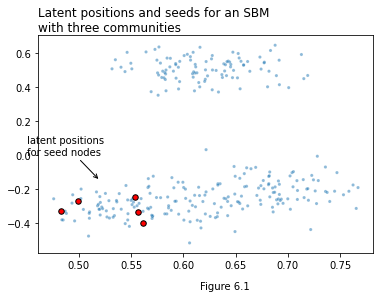 Latent positions and seeds for an SBM
with three communities
0.6
0.4
0.2
latent positions
for seed nodes
0.0
−0.2
−0.4
0.50
0.55
0.60
0.65
0.70
0.75
Figure 6.1